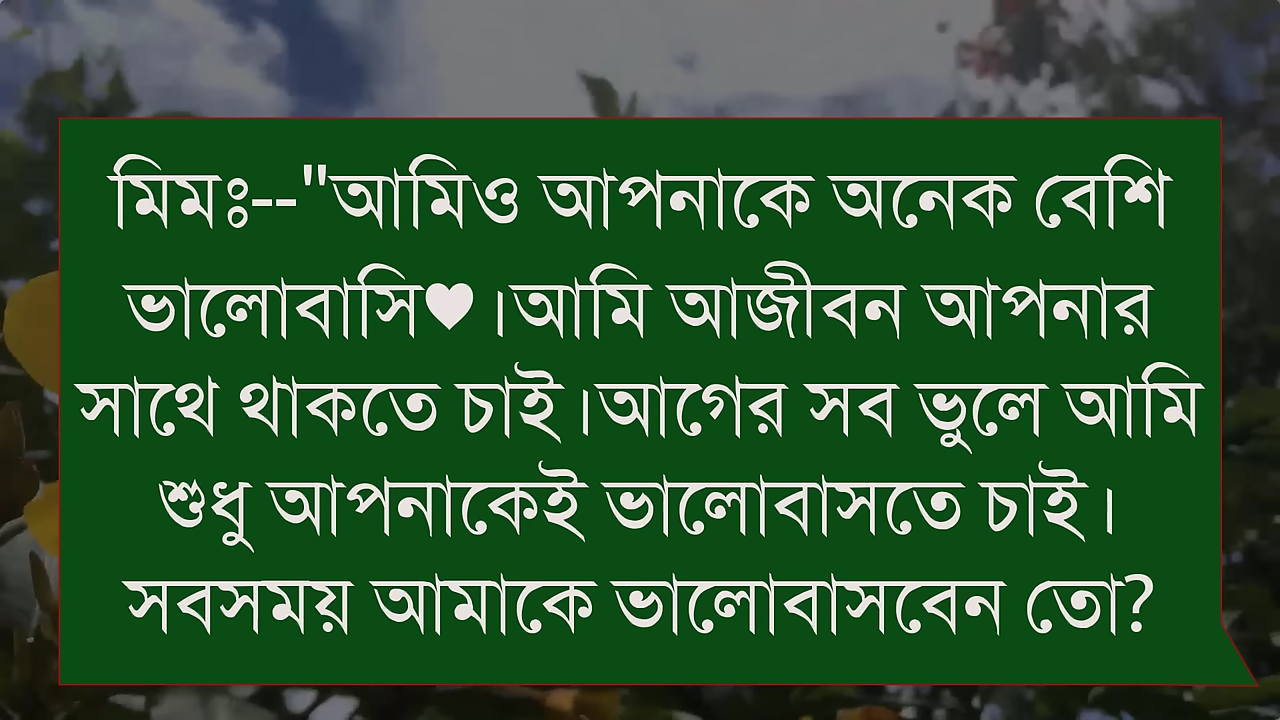 মিমঃ--"আমিও আপনাকে অনেক বেশি
ভালোবাসি♥।আমি আজীবন আপনার
সাথে থাকতে চাই।আগের সব ভুলে আমি
শুধু আপনাকেই ভালোবাসতে চাই।
সবসময় আমাকে ভালোবাসবেন তো?